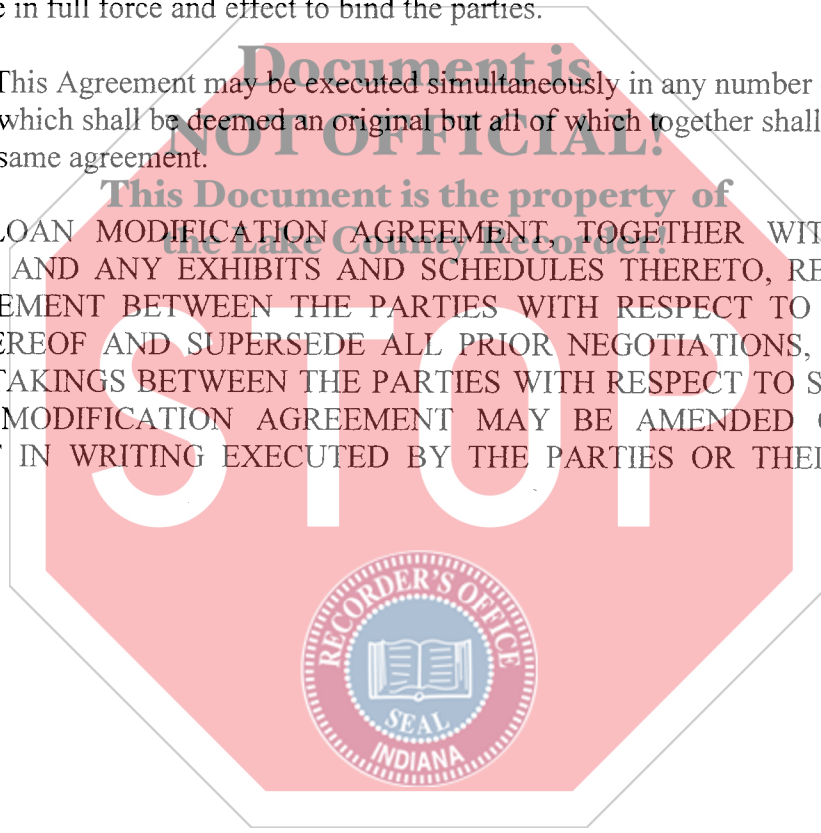 e in full force and effect to bind the parties.
Document is
This Agreement may be executed simultaneously in any number
which shall be deemed an original but all of which together shall
NOT OFFICIAL!
same agreement.
This Document is the property of
LOAN MODIFICATION AGREEMENT, TOGETHER WIT
the Lake County Recorder!
AND ANY EXHIBITS AND SCHEDULES THERETO, RE
EMENT BETWEEN THE PARTIES WITH RESPECT TO
EREOF AND SUPERSEDE ALL PRIOR NEGOTIATIONS,
TAKINGS BETWEEN THE PARTIES WITH RESPECT TO S
MODIFICATION AGREEMENT MAY BE AMENDED
IN WRITING EXECUTED BY THE PARTIES OR THEI
STOP
RECORDER'S OFFICE
SEAL
INDIANA